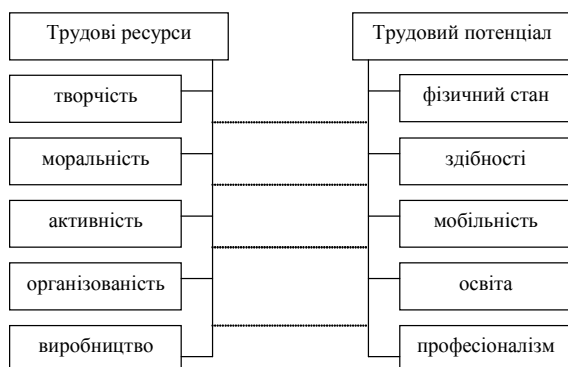 Трудові ресурси
Трудовий потенціал
творчість
фізичний стан
моральність
здібності
активність
мобільність
організованість
освіта
виробництво
професіоналізм